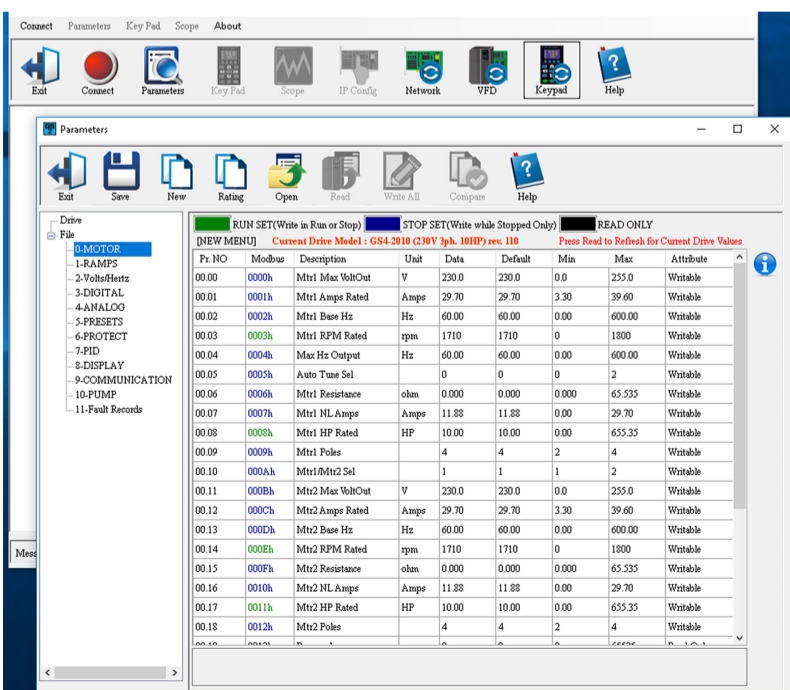 Connect Parameters Key Pad Scope About
Exit Connect Parameters Key Pad Scope IP Config Network VFD Keypad Help
Parameters
Exit Save New Rating Open Read Write All Compare Help
Drive
File
0-MOTOR
1-RAMPS
2-Volts/Hertz
3-DIGITAL
4-ANALOG
5-PRESETS
6-PROTECT
7-PID
8-DISPLAY
9-COMMUNICATION
10-PUMP
11-Fault Records
RUN SET(Write in Run or Stop) STOP SET(Write while Stopped Only) READ ONLY
[NEW MENU] Current Drive Model : GS4-2010 (230V 3ph. 10HP) rev. 110 Press Read to Refresh for Current Drive Values
Pr. NO Modbus Description Unit Data Default Min Max Attribute
00.00 0000h Mtr1 Max VoltOut V 230.0 230.0 0.0 255.0 Writable
00.01 0001h Mtr1 Amps Rated Amps 29.70 29.70 3.30 39.60 Writable
00.02 0002h Mtr1 Base Hz Hz 60.00 60.00 0.00 600.00 Writable
00.03 0003h Mtr1 RPM Rated rpm 1710 1710 0 1800 Writable
00.04 0004h Max Hz Output Hz 60.00 60.00 0.00 600.00 Writable
00.05 0005h Auto Tune Sel 0 0 0 2 Writable
00.06 0006h Mtr1 Resistance ohm 0.000 0.000 0.000 65.535 Writable
00.07 0007h Mtr1 NL Amps Amps 11.88 11.88 0.00 29.70 Writable
00.08 0008h Mtr1 HP Rated HP 10.00 10.00 0.00 655.35 Writable
00.09 0009h Mtr1 Poles 4 4 2 4 Writable
00.10 000Ah Mtr1/Mtr2 Sel 1 1 1 2 Writable
00.11 000Bh Mtr2 Max VoltOut V 230.0 230.0 0.0 255.0 Writable
00.12 000Ch Mtr2 Amps Rated Amps 29.70 29.70 3.30 39.60 Writable
00.13 000Dh Mtr2 Base Hz Hz 60.00 60.00 0.00 600.00 Writable
00.14 000Eh Mtr2 RPM Rated rpm 1710 1710 0 1800 Writable
00.15 000Fh Mtr2 Resistance ohm 0.000 0.000 0.000 65.535 Writable
00.16 0010h Mtr2 NL Amps Amps 11.88 11.88 0.00 29.70 Writable
00.17 0011h Mtr2 HP Rated HP 10.00 10.00 0.00 655.35 Writable
00.18 0012h Mtr2 Poles 4 4 2 4 Writable
Mess